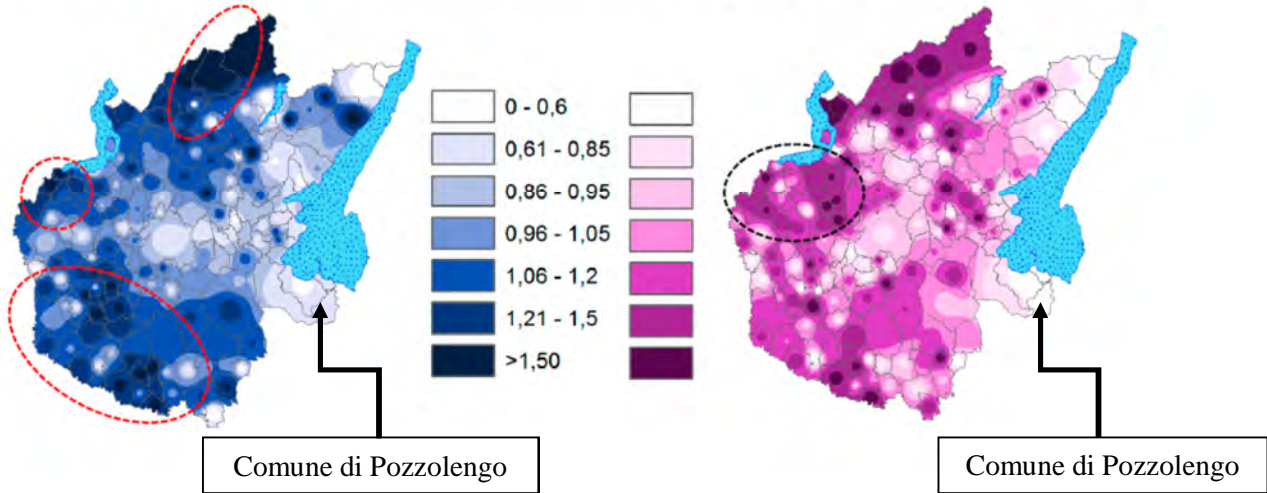 0 - 0,6
0,61 - 0,85
0,86 - 0,95
0,96 - 1,05
1,06 - 1,2
1,21 - 1,5
>1,50
Comune di Pozzolengo
Comune di Pozzolengo